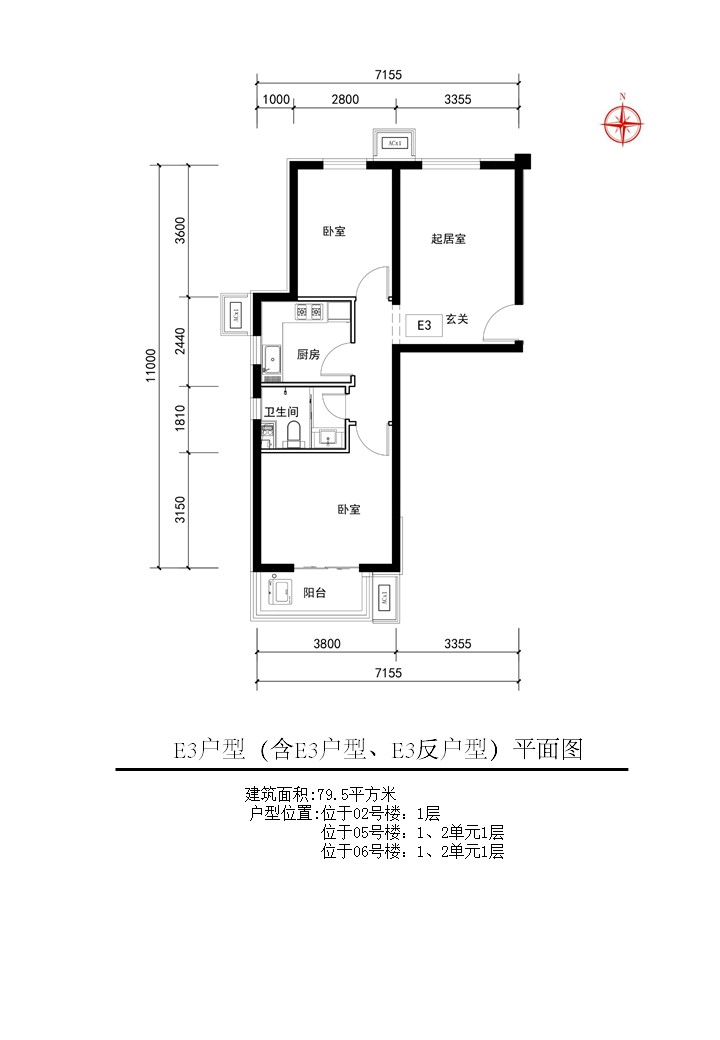 7155
1000 2800 3355
N
ACx1
3600
卧室
起居室
ACx1
玄关
E3
2440
厨房
11000
1810
卫生间
3150
卧室
阳台
ACx1
3800 3355
7155
E3户型（含E3户型、E3反户型）平面图
建筑面积:79.5平方米
户型位置:位于02号楼：1层
位于05号楼：1、2单元1层
位于06号楼：1、2单元1层